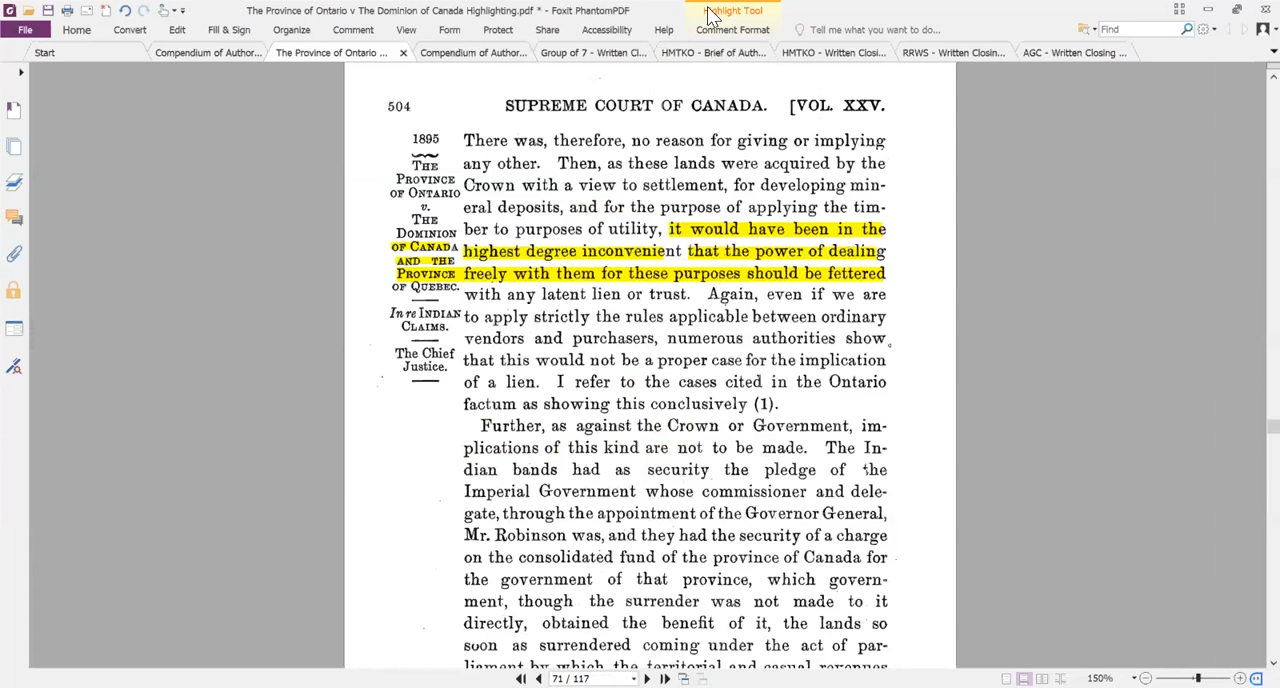 The Province of Ontario v The Dominion of Canada Highlighting.pdf * - Foxit PhantomPDF
Highlight Tool
File Home Convert Edit Fill & Sign Organize Comment View Form Protect Share Accessibility Help Comment Format Tell me what you want to do... Find
Start Compendium of Author... The Province of Ontario ... Compendium of Author... Group of 7 - Written Cl... HMTKO - Brief of Auth... HMTKO - Written Closi... RRWS - Written Closin... AGC - Written Closing ...
504 SUPREME COURT OF CANADA. [VOL. XXV.
1895
THE
PROVINCE
OF ONTARIO
v.
THE
DOMINION
OF CANADA
AND THE
PROVINCE
OF QUEBEC.
In re INDIAN
CLAIMS.
The Chief
Justice.
There was, therefore, no reason for giving or implying
any other. Then, as these lands were acquired by the
Crown with a view to settlement, for developing min-
eral deposits, and for the purpose of applying the tim-
ber to purposes of utility, it would have been in the
highest degree inconvenient that the power of dealing
freely with them for these purposes should be fettered
with any latent lien or trust. Again, even if we are
to apply strictly the rules applicable between ordinary
vendors and purchasers, numerous authorities show
that this would not be a proper case for the implication
of a lien. I refer to the cases cited in the Ontario
factum as showing this conclusively (1).
Further, as against the Crown or Government, im-
plications of this kind are not to be made. The In-
dian bands had as security the pledge of the
Imperial Government whose commissioner and dele-
gate, through the appointment of the Governor General,
Mr. Robinson was, and they had the security of a charge
on the consolidated fund of the province of Canada for
the government of that province, which govern-
ment, though the surrender was not made to it
directly, obtained the benefit of it, the lands so
soon as surrendered coming under the act of par-
liament by which the territorial and casual revenues
71 / 117
150%